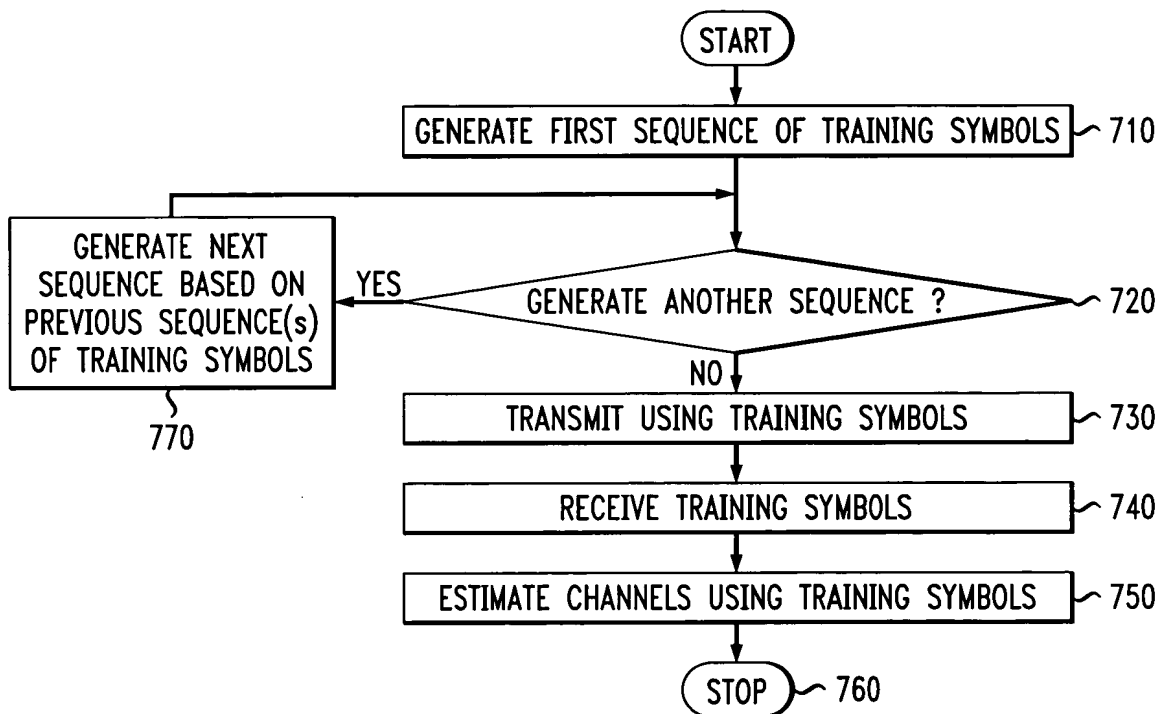 START
GENERATE FIRST SEQUENCE OF TRAINING SYMBOLS
710
GENERATE NEXT
SEQUENCE BASED ON
PREVIOUS SEQUENCE(s)
OF TRAINING SYMBOLS
770
YES
GENERATE ANOTHER SEQUENCE ?
720
NO
TRANSMIT USING TRAINING SYMBOLS
730
RECEIVE TRAINING SYMBOLS
740
ESTIMATE CHANNELS USING TRAINING SYMBOLS
750
STOP
760